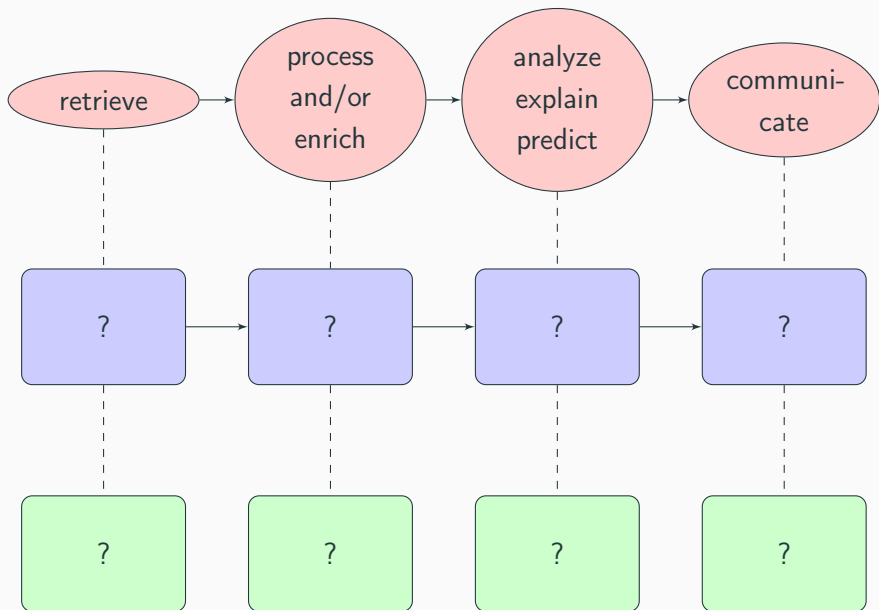 retrieve
process
and/or
enrich
analyze
explain
predict
communi-
cate
?
?
?
?
?
?
?
?